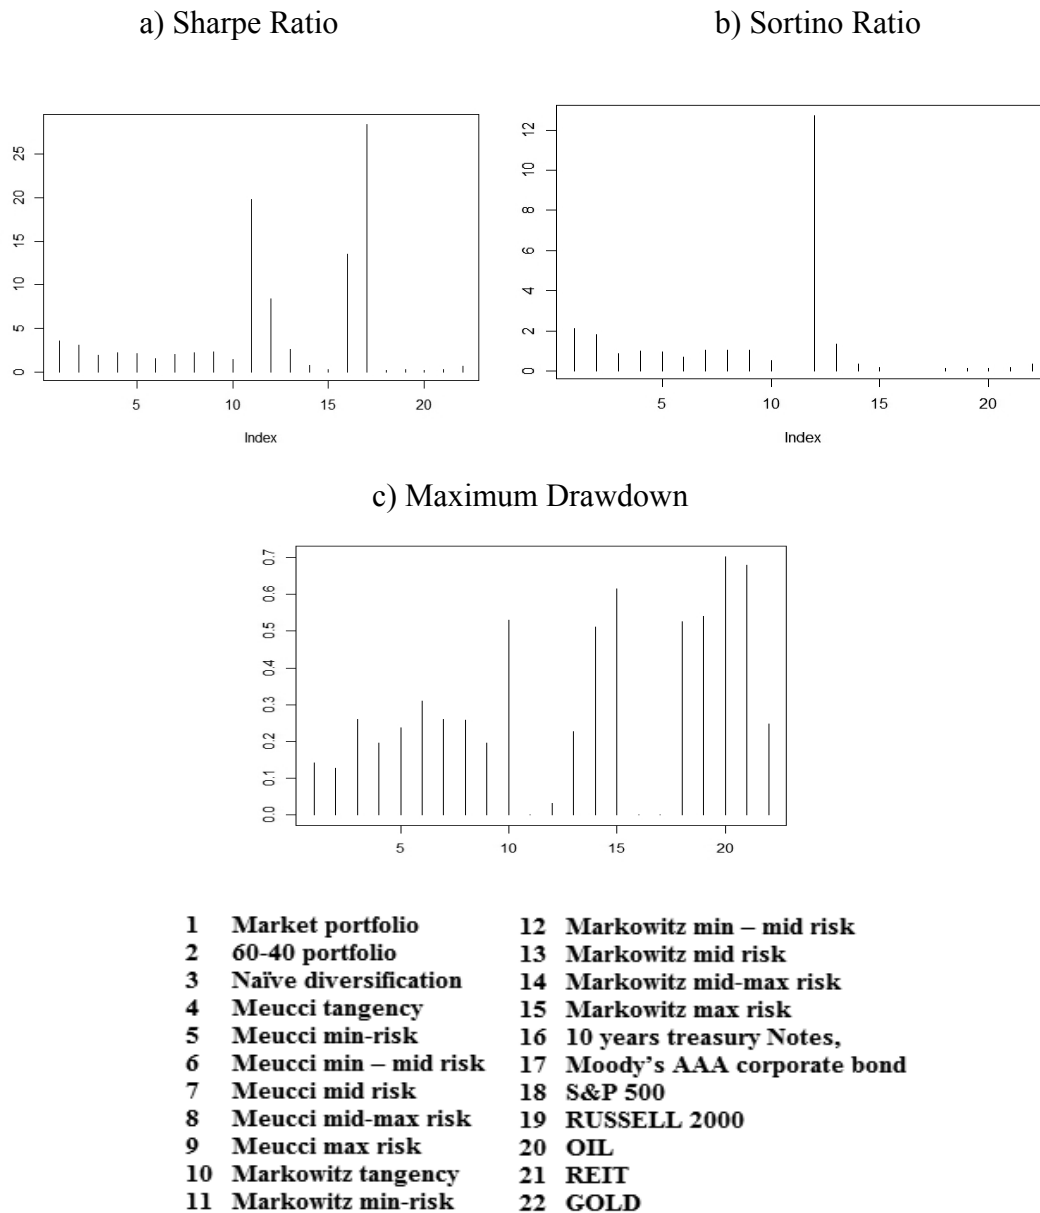 a) Sharpe Ratio
b) Sortino Ratio
25
20
15
10
5
0
5
10
15
20
Index
12
10
8
6
4
2
0
5
10
15
20
Index
c) Maximum Drawdown
0.7
0.6
0.5
0.4
0.3
0.2
0.1
0.0
5
10
15
20
1 Market portfolio
2 60-40 portfolio
3 Naïve diversification
4 Meucci tangency
5 Meucci min-risk
6 Meucci min – mid risk
7 Meucci mid risk
8 Meucci mid-max risk
9 Meucci max risk
10 Markowitz tangency
11 Markowitz min-risk
12 Markowitz min – mid risk
13 Markowitz mid risk
14 Markowitz mid-max risk
15 Markowitz max risk
16 10 years treasury Notes,
17 Moody's AAA corporate bond
18 S&P 500
19 RUSSELL 2000
20 OIL
21 REIT
22 GOLD